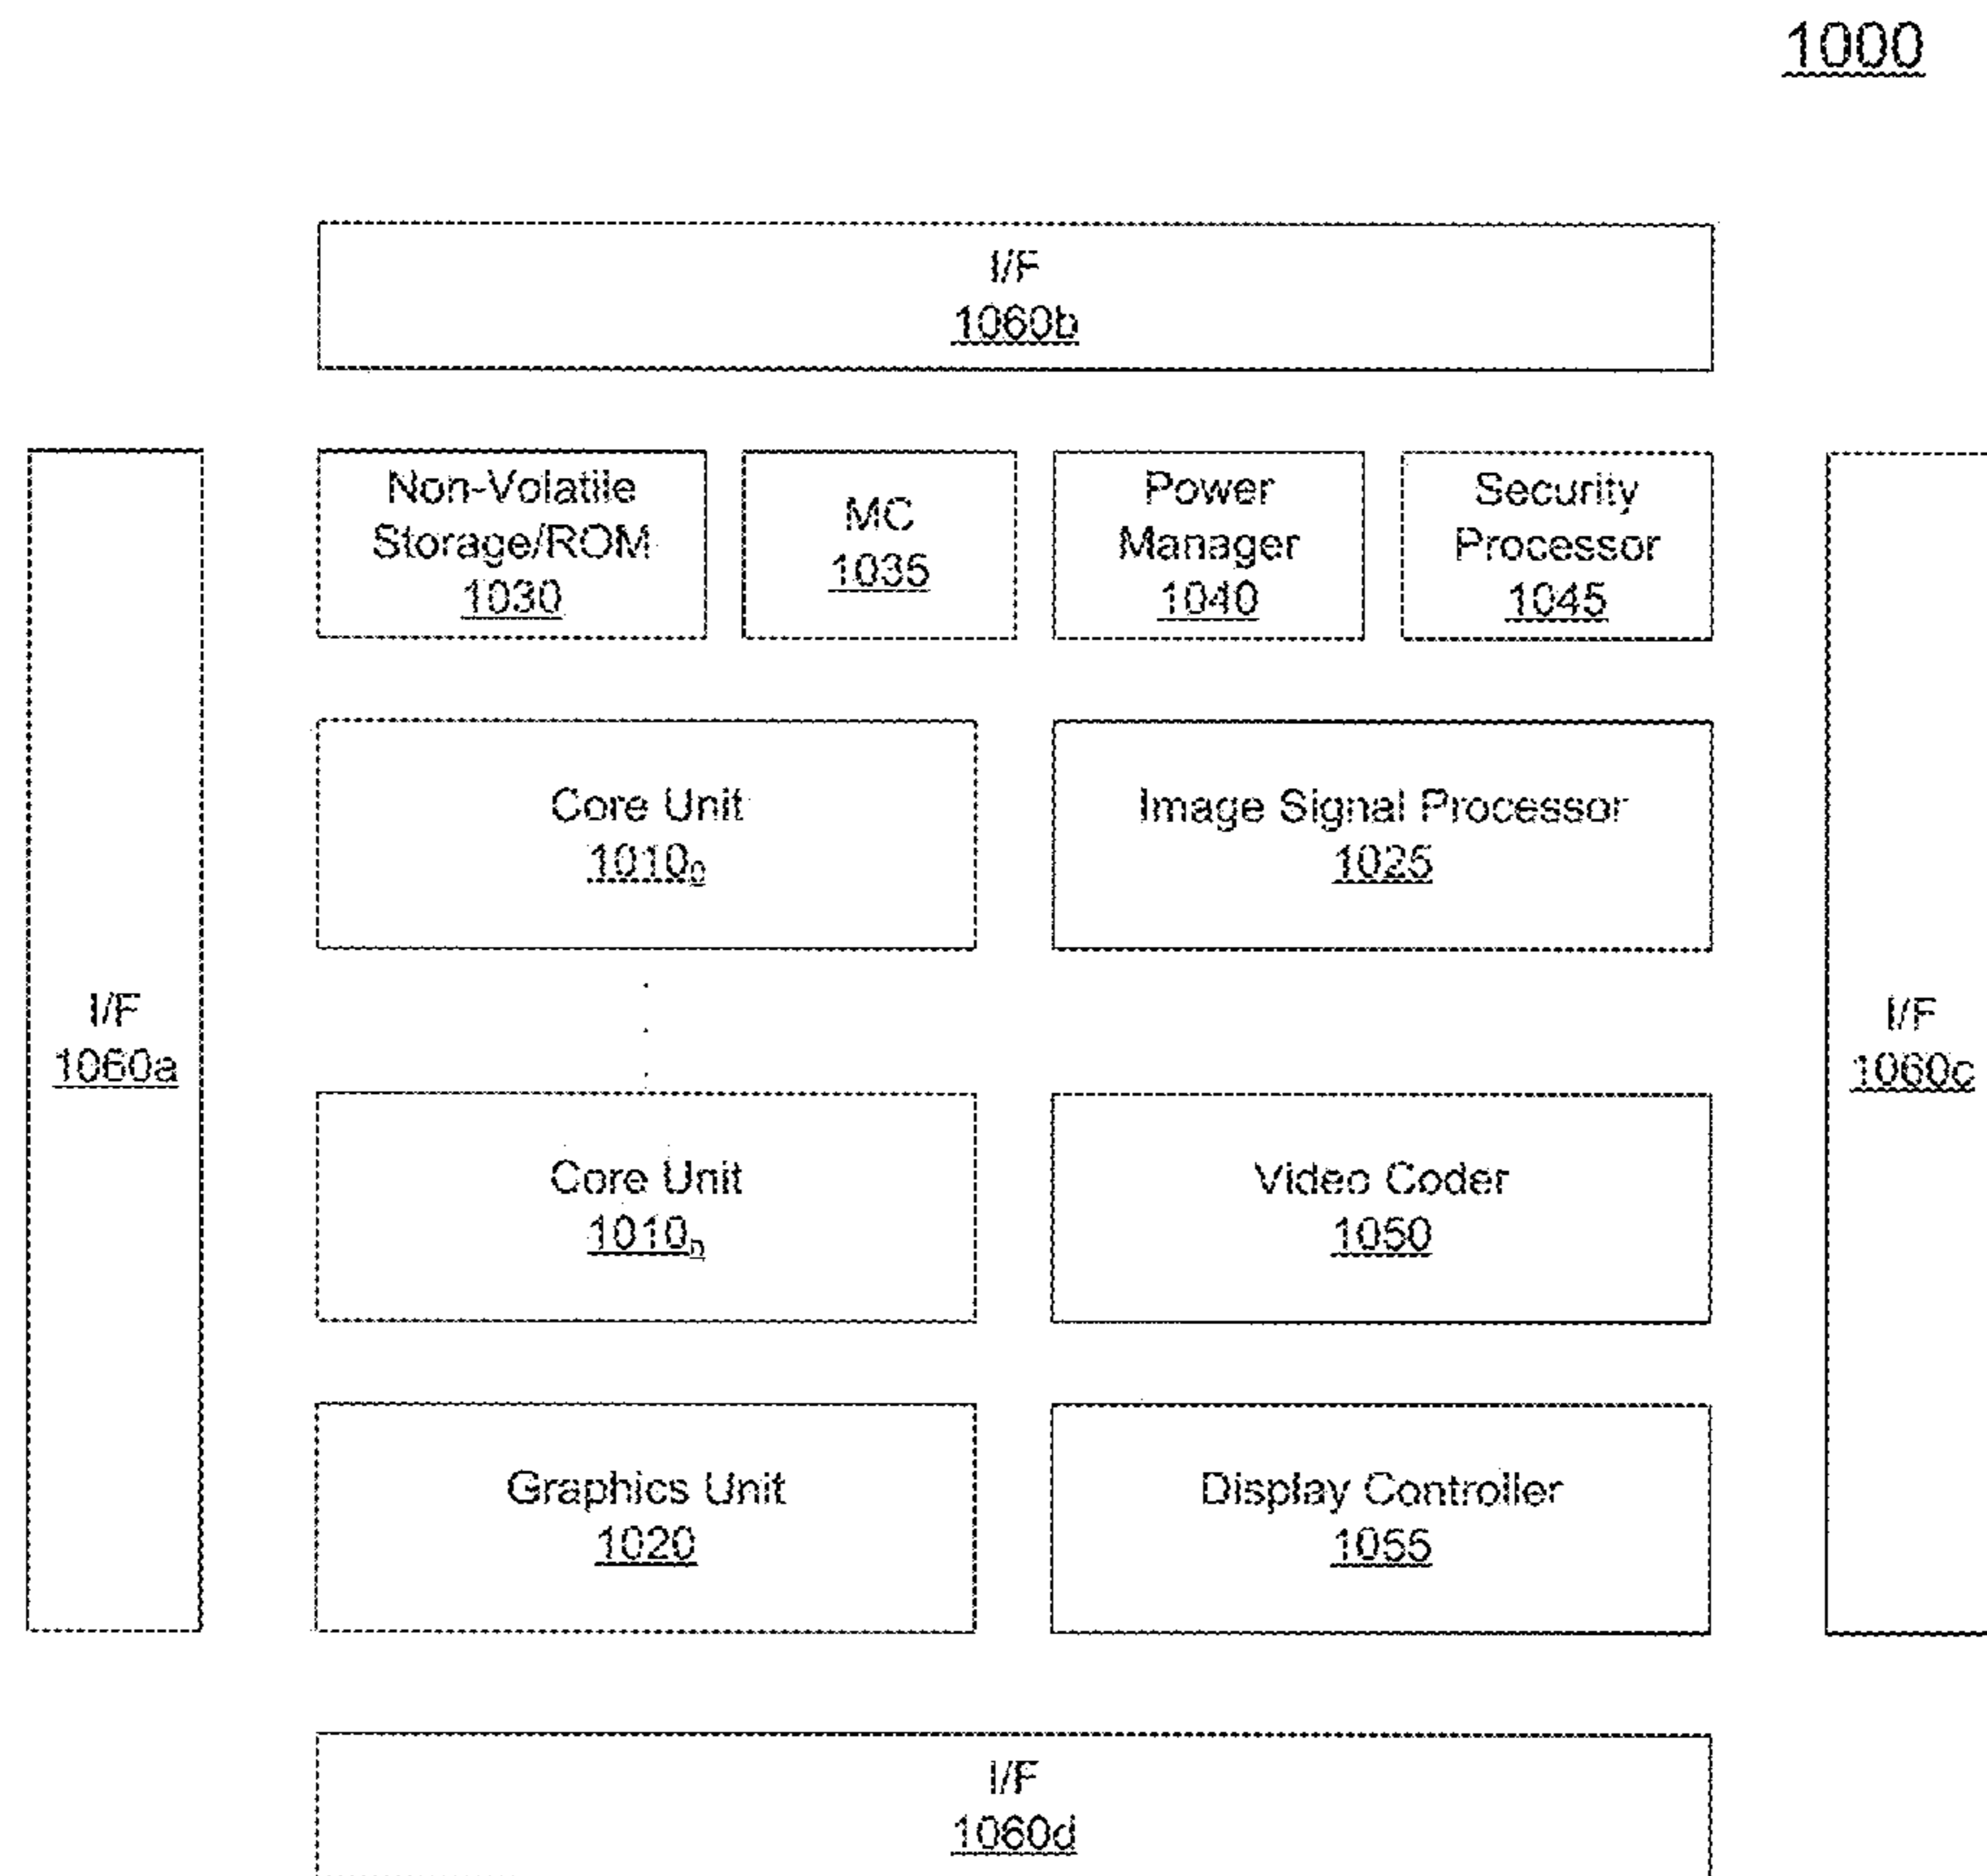 1000
I/F
1060b
Non-Volatile
Storage/ROM
1030
MC
1035
Power
Manager
1040
Security
Processor
1045
Core Unit
1010₀
Image Signal Processor
1025
I/F
1060a
I/F
1060c
Core Unit
1010ₙ
Video Coder
1050
Graphics Unit
1020
Display Controller
1055
I/F
1060d